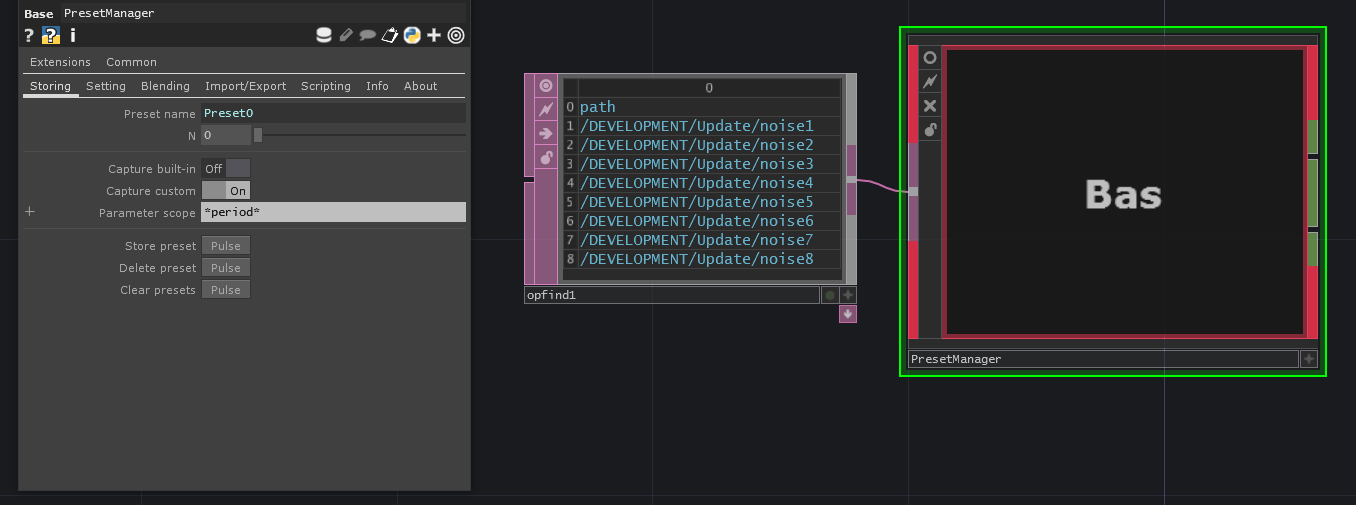 Base PresetManager
? ? i
Extensions Common
Storing Setting Blending Import/Export Scripting Info About
Preset name Preset0
N 0
Capture built-in Off
Capture custom On
+ Parameter scope *period*
Store preset Pulse
Delete preset Pulse
Clear presets Pulse
0
0 path
1 /DEVELOPMENT/Update/noise1
2 /DEVELOPMENT/Update/noise2
3 /DEVELOPMENT/Update/noise3
4 /DEVELOPMENT/Update/noise4
5 /DEVELOPMENT/Update/noise5
6 /DEVELOPMENT/Update/noise6
7 /DEVELOPMENT/Update/noise7
8 /DEVELOPMENT/Update/noise8
opfind1
Bas
PresetManager